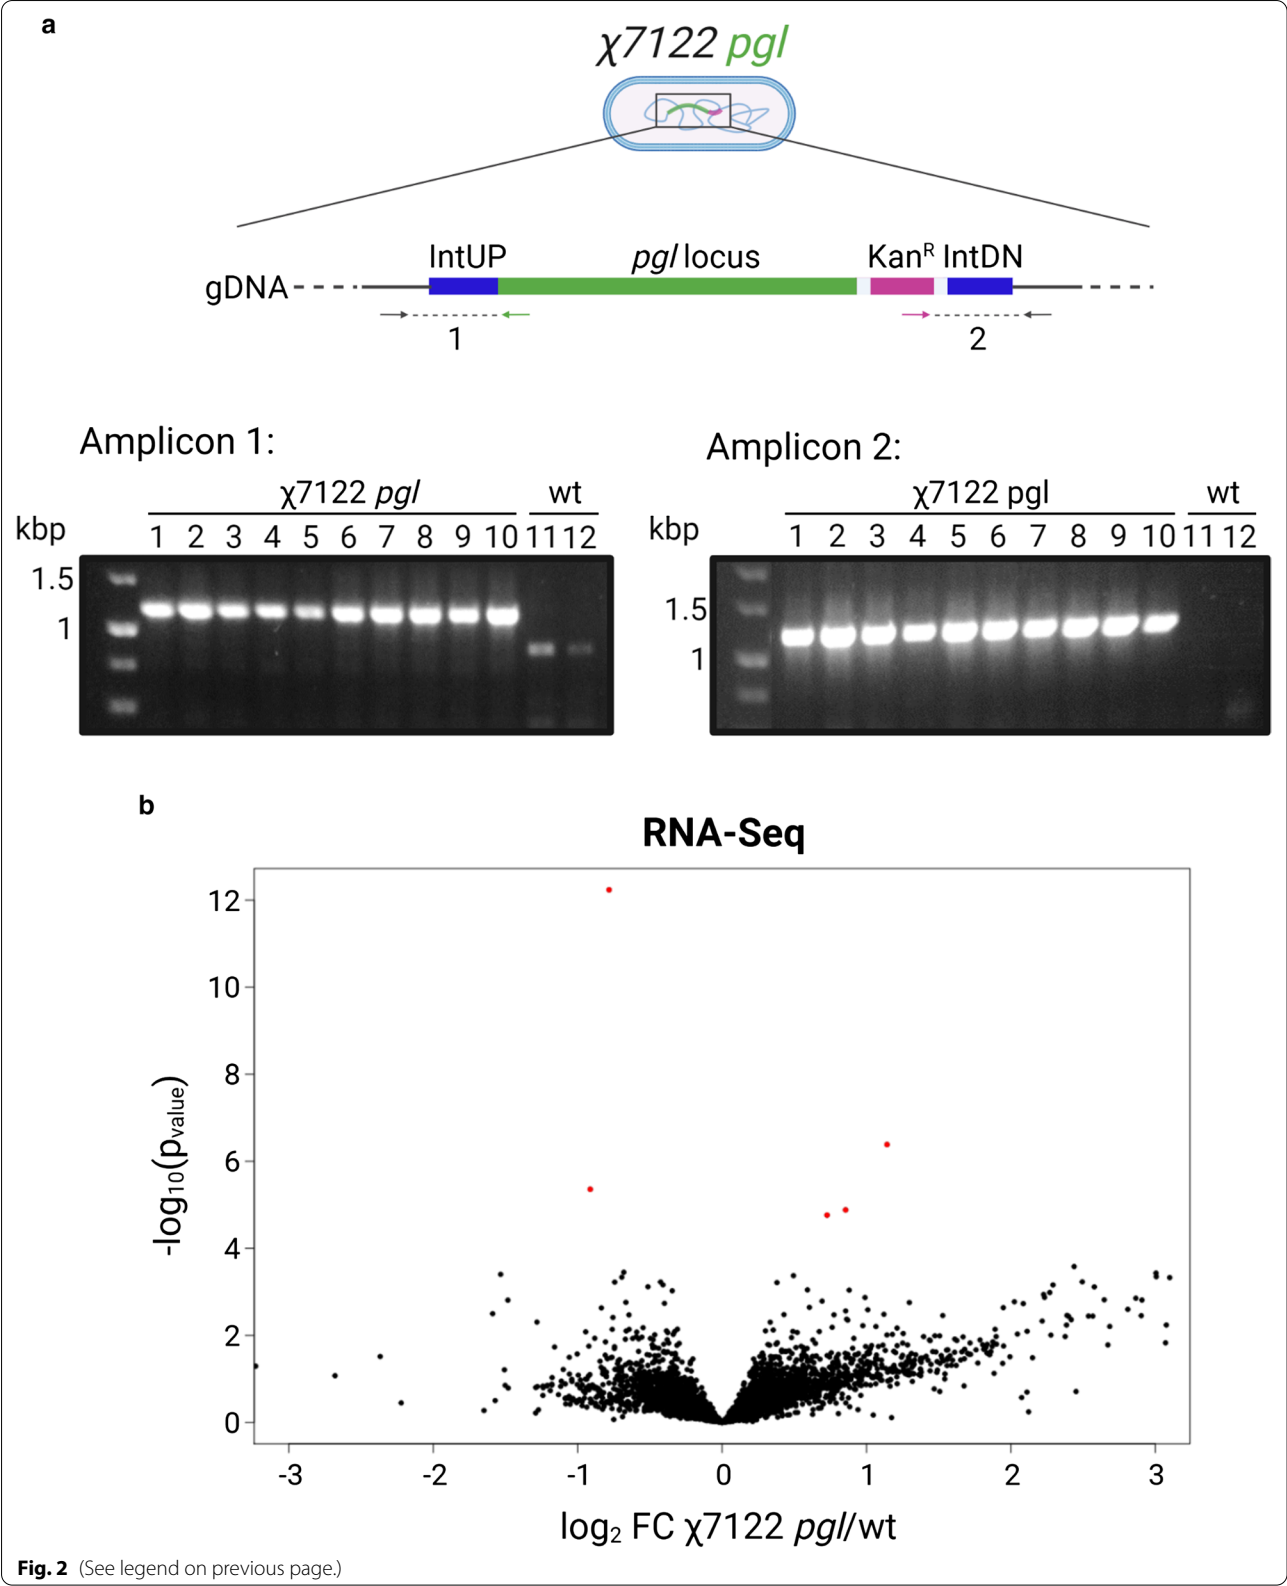 a
χ7122 pgl
IntUP pgl locus Kanᴿ IntDN
gDNA
1 2
Amplicon 1:
χ7122 pgl wt
kbp 1 2 3 4 5 6 7 8 9 10 11 12
1.5
1
Amplicon 2:
χ7122 pgl wt
kbp 1 2 3 4 5 6 7 8 9 10 11 12
1.5
1
b
RNA-Seq
12
10
8
6
4
2
0
-log₁₀(pvalue)
-3 -2 -1 0 1 2 3
log₂ FC χ7122 pgl/wt
Fig. 2 (See legend on previous page.)